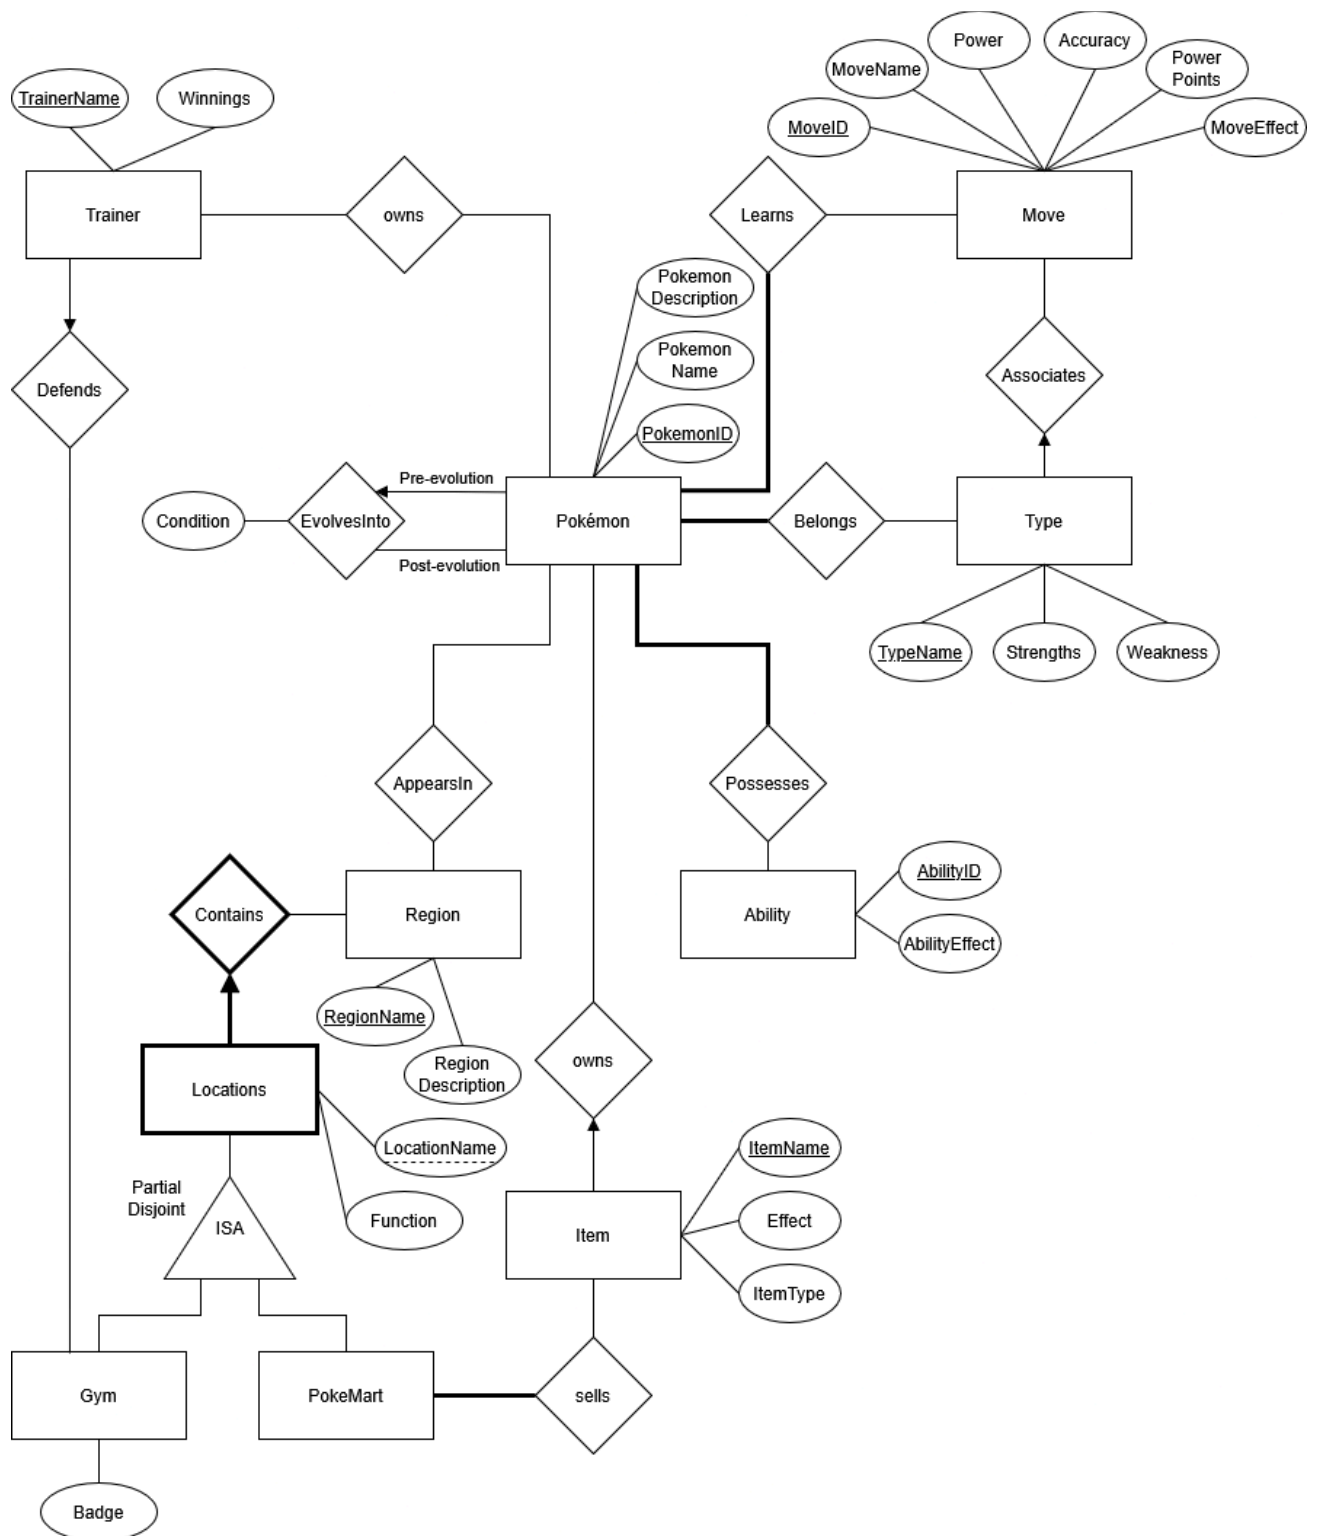 Power
Accuracy
MoveName
Power
Points
TrainerName
Winnings
MoveID
MoveEffect
Trainer
owns
Learns
Move
Pokemon
Description
Pokemon
Name
Defends
Associates
PokemonID
Pre-evolution
Condition
EvolvesInto
Pokémon
Belongs
Type
Post-evolution
TypeName
Strengths
Weakness
AppearsIn
Possesses
AbilityID
Contains
Region
Ability
AbilityEffect
RegionName
Region
Description
owns
Locations
LocationName
ItemName
Partial
Disjoint
ISA
Function
Item
Effect
ItemType
Gym
PokeMart
sells
Badge